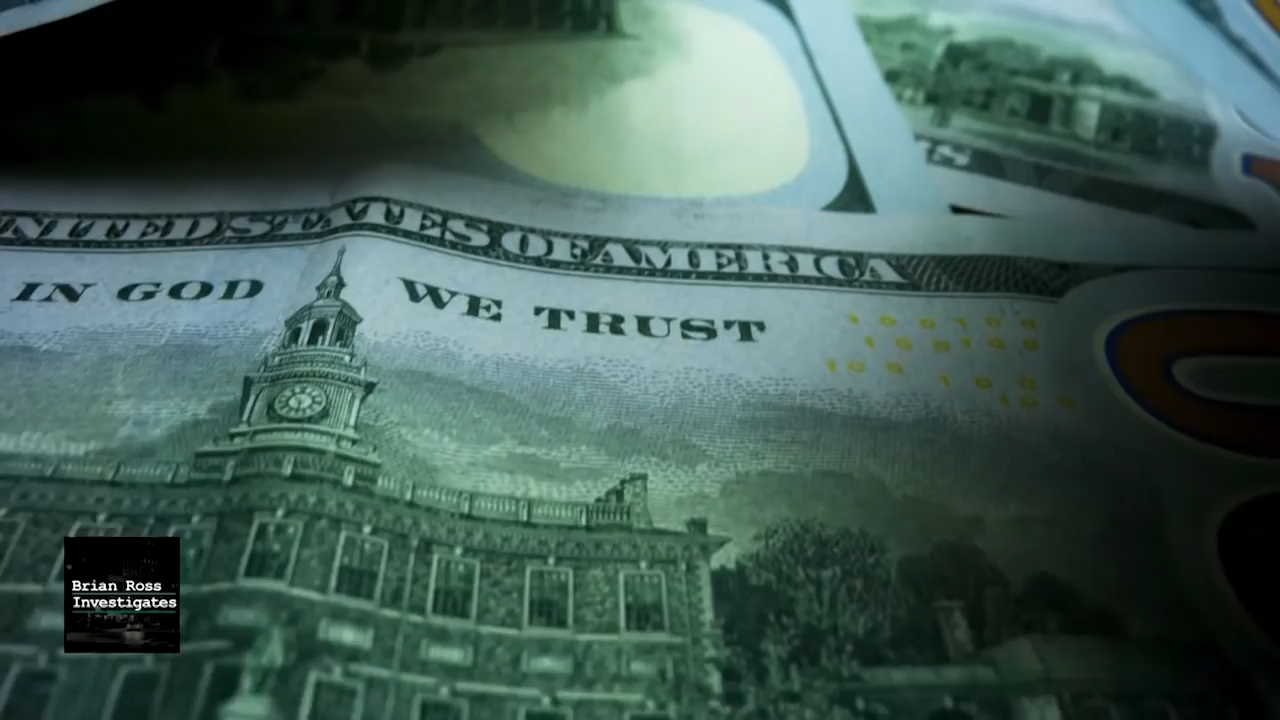 UNITED STATES OF AMERICA
IN GOD WE TRUST
Brian Ross
Investigates